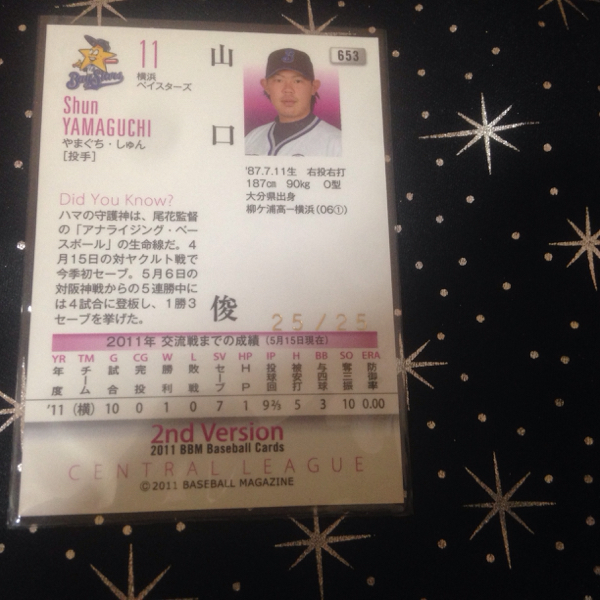 BayStars
11
横浜
ベイスターズ
Shun
YAMAGUCHI
やまぐち・しゅん
[投手]
山口 俊
653
'87.7.11生 右投右打
187cm 90kg O型
大分県出身
柳ケ浦高ー横浜(06①)
Did You Know?
ハマの守護神は、尾花監督
の「アナライジング・ベー
スボール」の生命線だ。4
月15日の対ヤクルト戦で
今季初セーブ。5月6日の
対阪神戦からの5連勝中に
は4試合に登板し、1勝3
セーブを挙げた。
25/25
2011年 交流戦までの成績(5月15日現在)
YR TM G CG W L SV HP IP H BB SO ERA
年度 チーム 試合 完投 勝利 敗戦 セーブ HP 投球回 被安打 与四球 奪三振 防御率
'11 (横) 10 0 1 0 7 1 9 2/3 5 3 10 0.00
2nd Version
2011 BBM Baseball Cards
CENTRAL LEAGUE
©2011 BASEBALL MAGAZINE